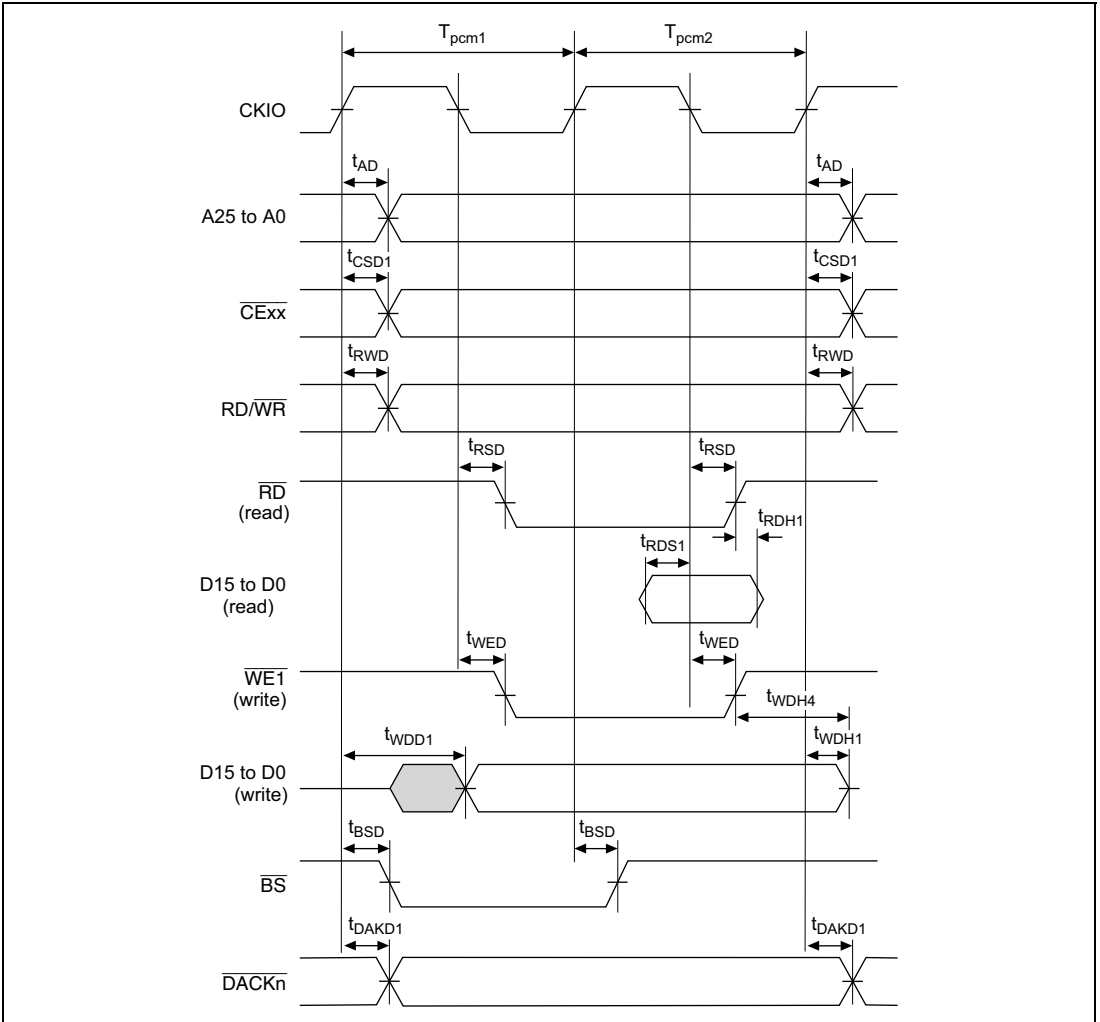 Tpcm1 Tpcm2
CKIO
tAD tAD
A25 to A0
tCSD1 tCSD1
CExx
tRWD tRWD
RD/WR
tRSD tRSD
RD
(read)
tRDH1
tRDS1
D15 to D0
(read)
tWED tWED
WE1
(write)
tWDH4
tWDD1 tWDH1
D15 to D0
(write)
tBSD tBSD
BS
tDAKD1 tDAKD1
DACKn